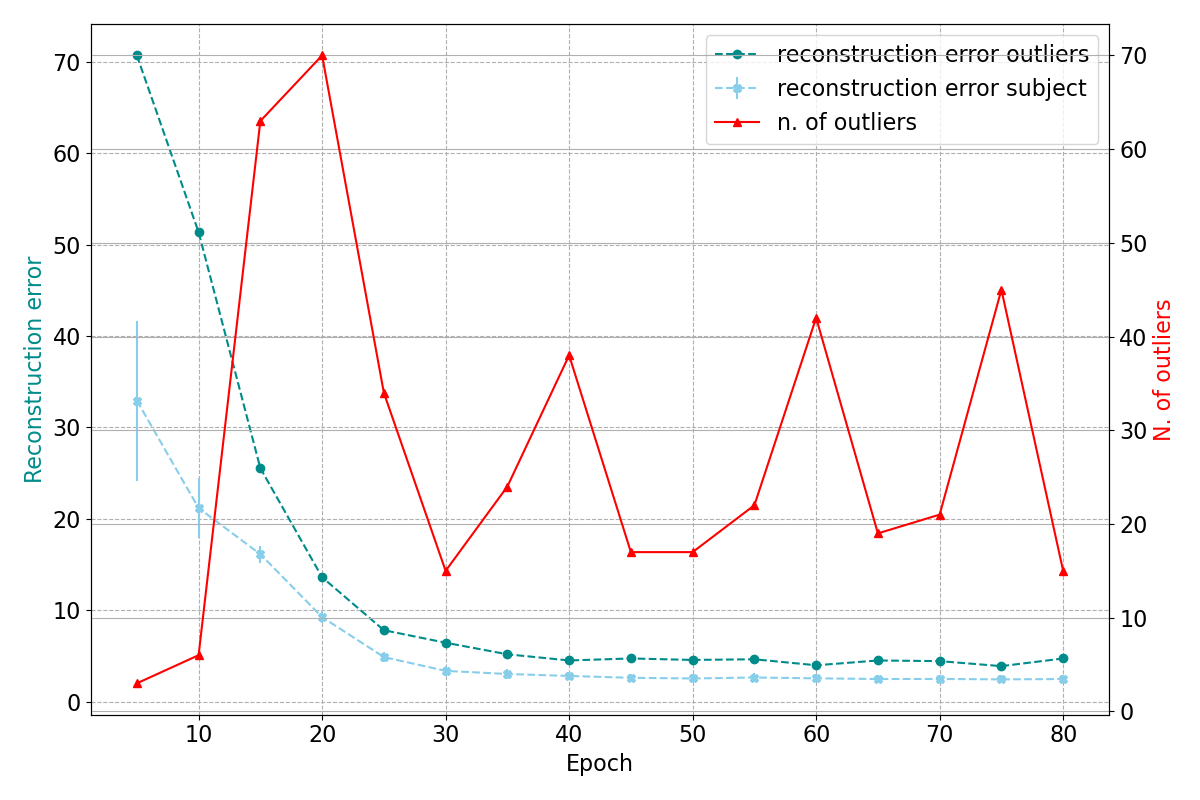 reconstruction error outliers
reconstruction error subject
n. of outliers
70
60
50
40
30
20
10
0
Reconstruction error
70
60
50
40
30
20
10
0
N. of outliers
10 20 30 40 50 60 70 80
Epoch